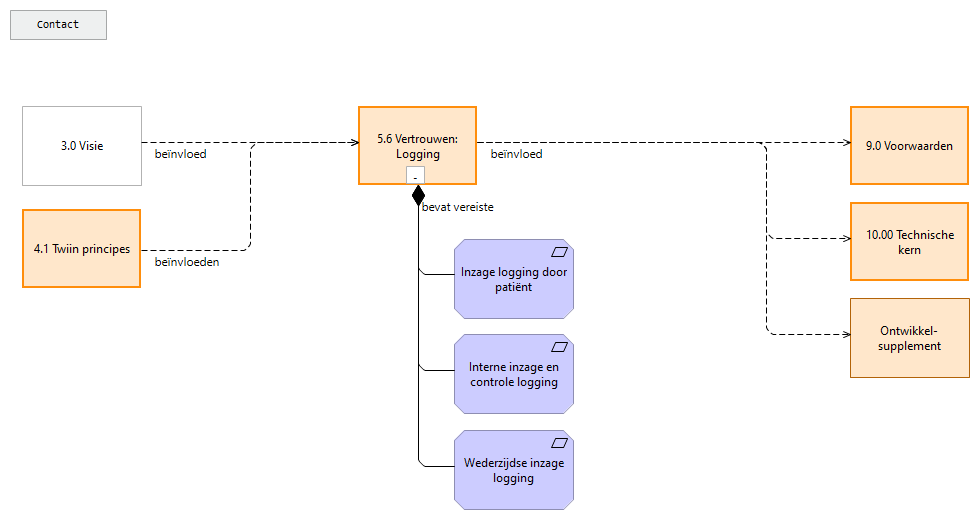 Contact
3.0 Visie
beïnvloed
5.6 Vertrouwen:
Logging
-
beïnvloed
9.0 Voorwaarden
4.1 Twiin principes
beïnvloeden
bevat vereiste
10.00 Technische
kern
Inzage logging door
patiënt
Ontwikkel-
supplement
Interne inzage en
controle logging
Wederzijdse inzage
logging